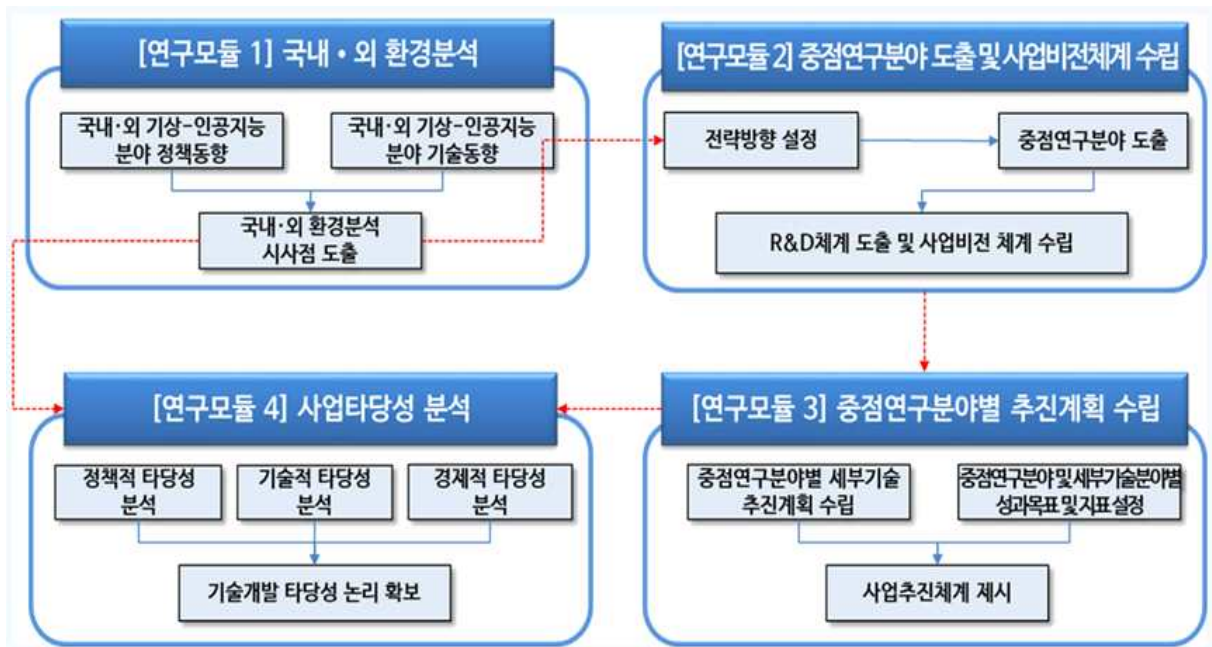 [연구모듈 1] 국내・외 환경분석
국내·외 기상-인공지능
분야 정책동향
국내·외 기상-인공지능
분야 기술동향
국내·외 환경분석
시사점 도출
[연구모듈 2] 중점연구분야 도출 및 사업비전체계 수립
전략방향 설정
중점연구분야 도출
R&D체계 도출 및 사업비전 체계 수립
[연구모듈 4] 사업타당성 분석
정책적 타당성
분석
기술적 타당성
분석
경제적 타당성
분석
기술개발 타당성 논리 확보
[연구모듈 3] 중점연구분야별 추진계획 수립
중점연구분야별 세부기술
추진계획 수립
중점연구분야 및 세부기술분야별
성과목표 및 지표 설정
사업추진체계 제시